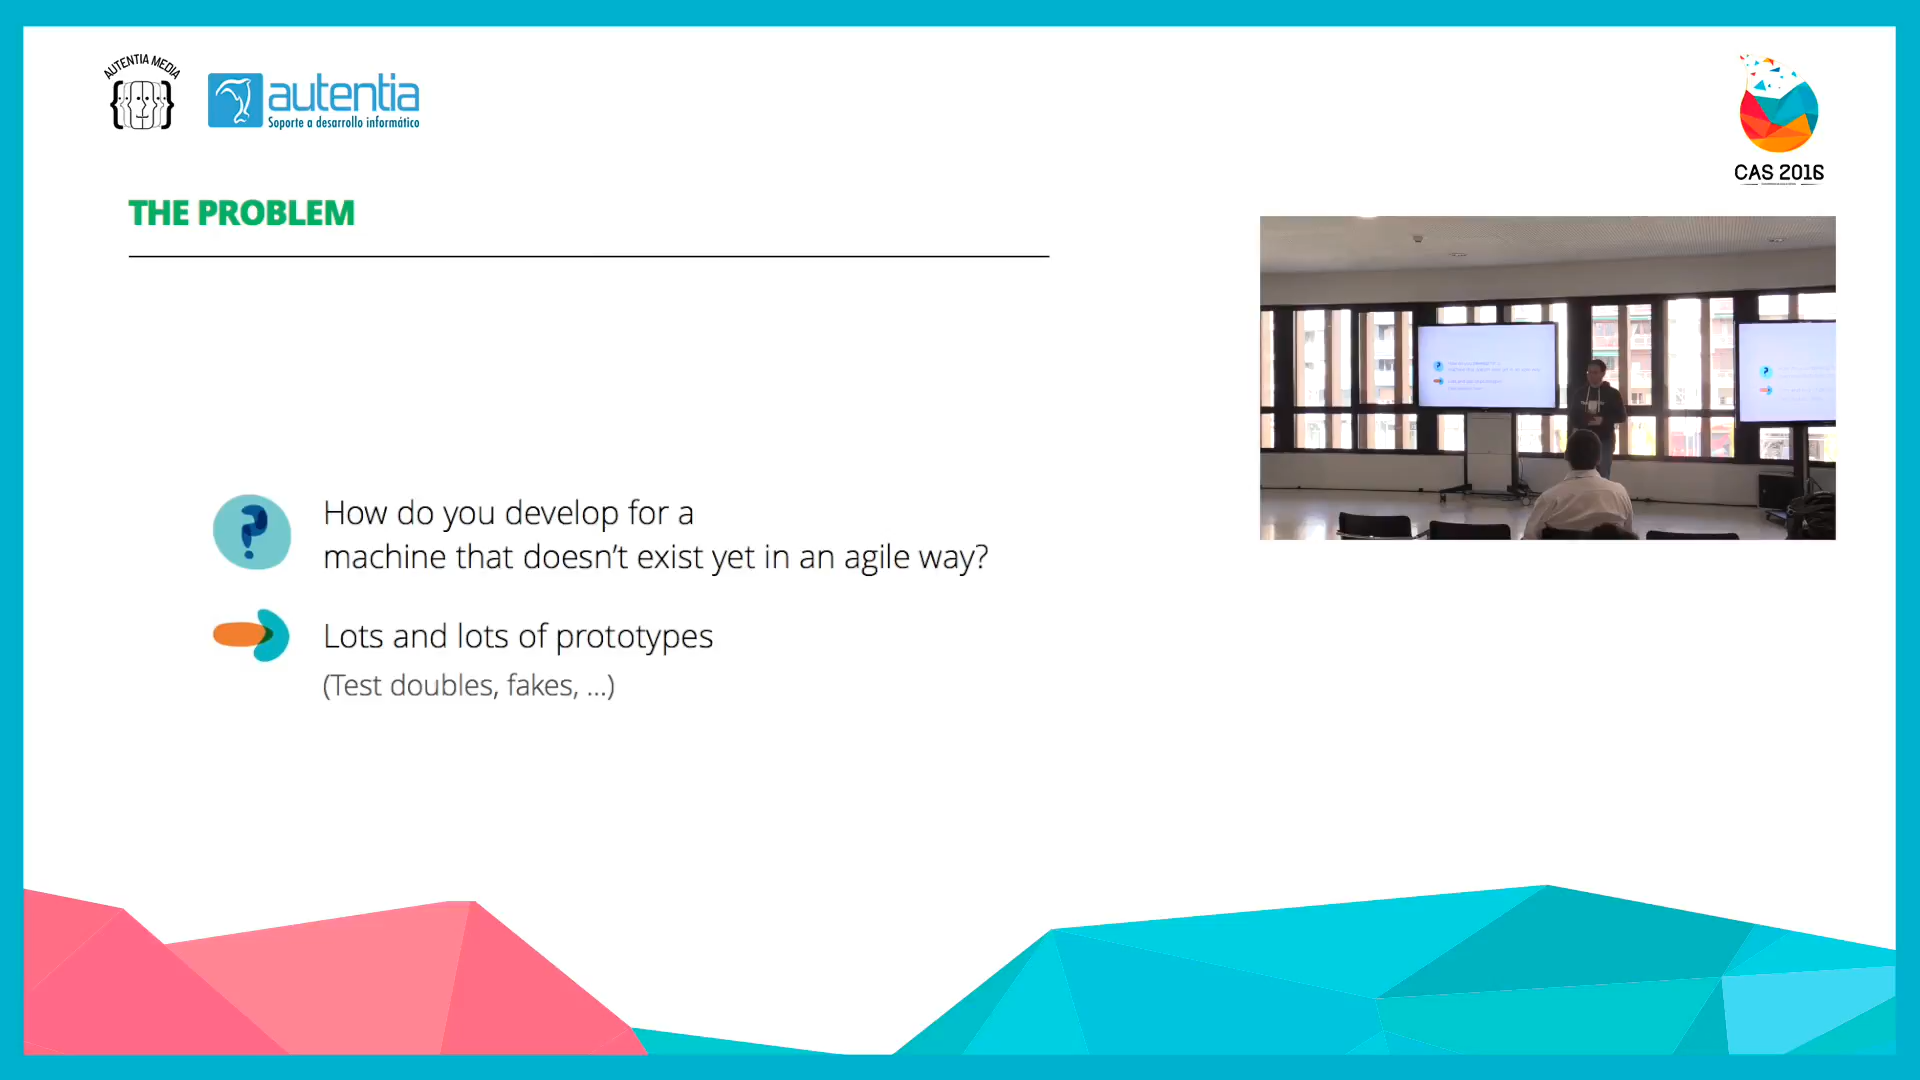 AUTENTIA MEDIA
autentia
Soporte a desarrollo informático
CAS 2016
THE PROBLEM
How do you develop for a
machine that doesn't exist yet in an agile way?
Lots and lots of prototypes
(Test doubles, fakes, ...)